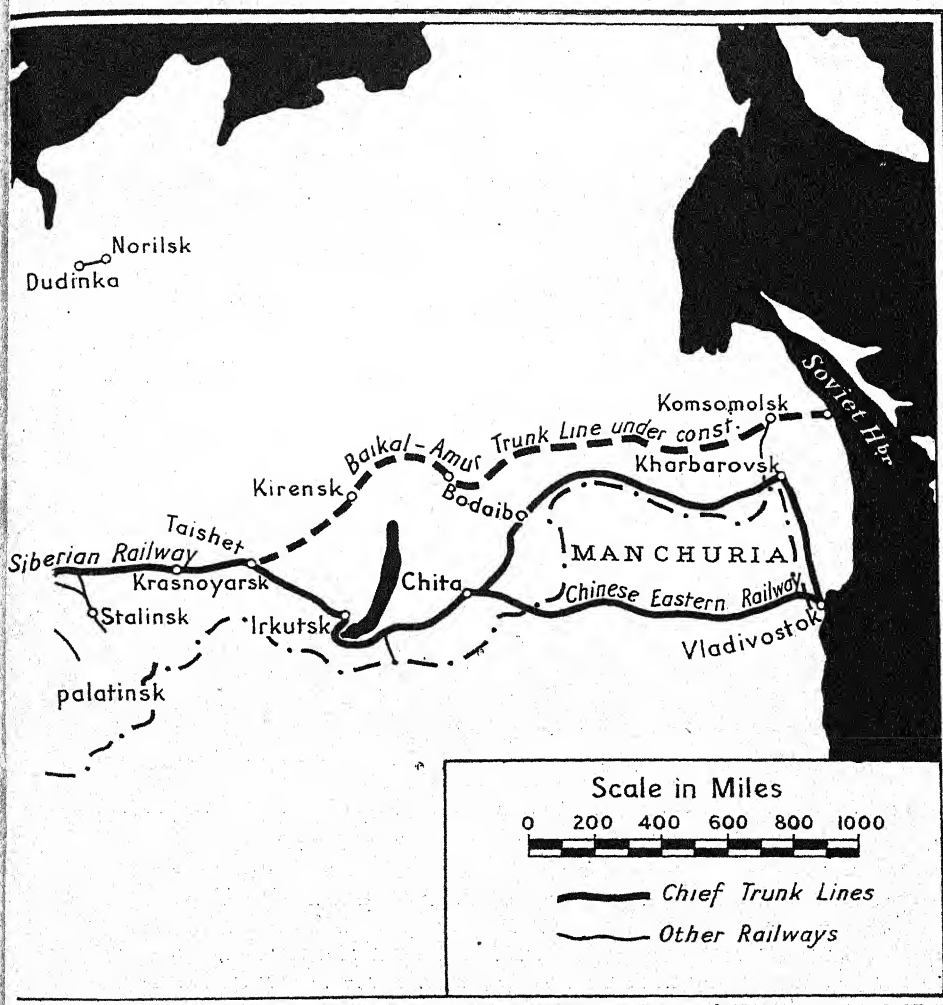 Norilsk
Dudinka
Soviet Hbr.
Komsomolsk
Baikal-Amur Trunk Line under const.
Kharbarovsk
Kirensk
Bodaibo
Taishet
Siberian Railway
Krasnoyarsk
MANCHURIA
Chita
Chinese Eastern Railway
Stalinsk
Irkutsk
Vladivostok
palatinsk
Scale in Miles
0 200 400 600 800 1000
Chief Trunk Lines
Other Railways